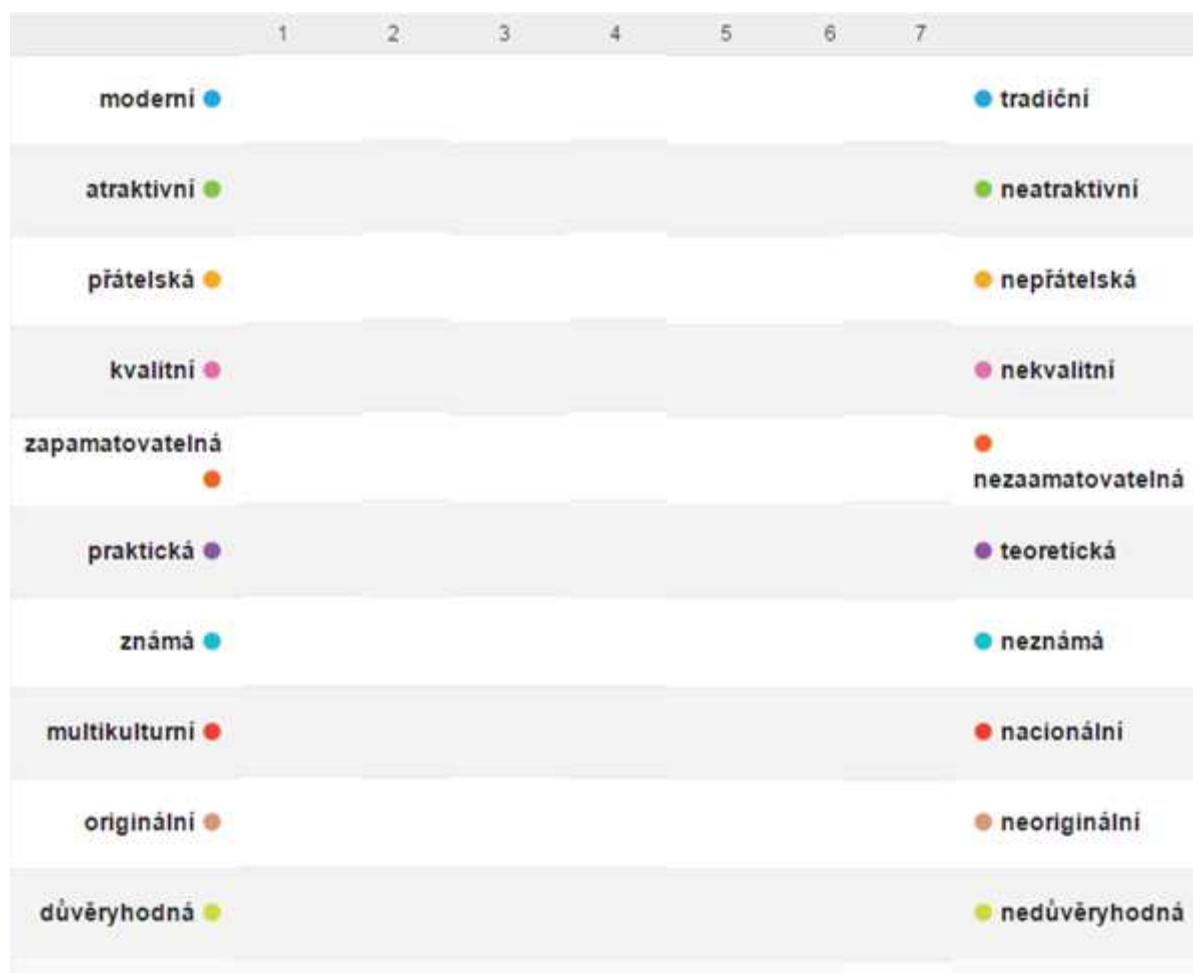 1 2 3 4 5 6 7
moderní tradiční
atraktivní neatraktivní
přátelská nepřátelská
kvalitní nekvalitní
zapamatovatelná
nezaamatovatelná
praktická teoretická
známá neznámá
multikulturní nacionální
originální neoriginální
důvěryhodná nedůvěryhodná